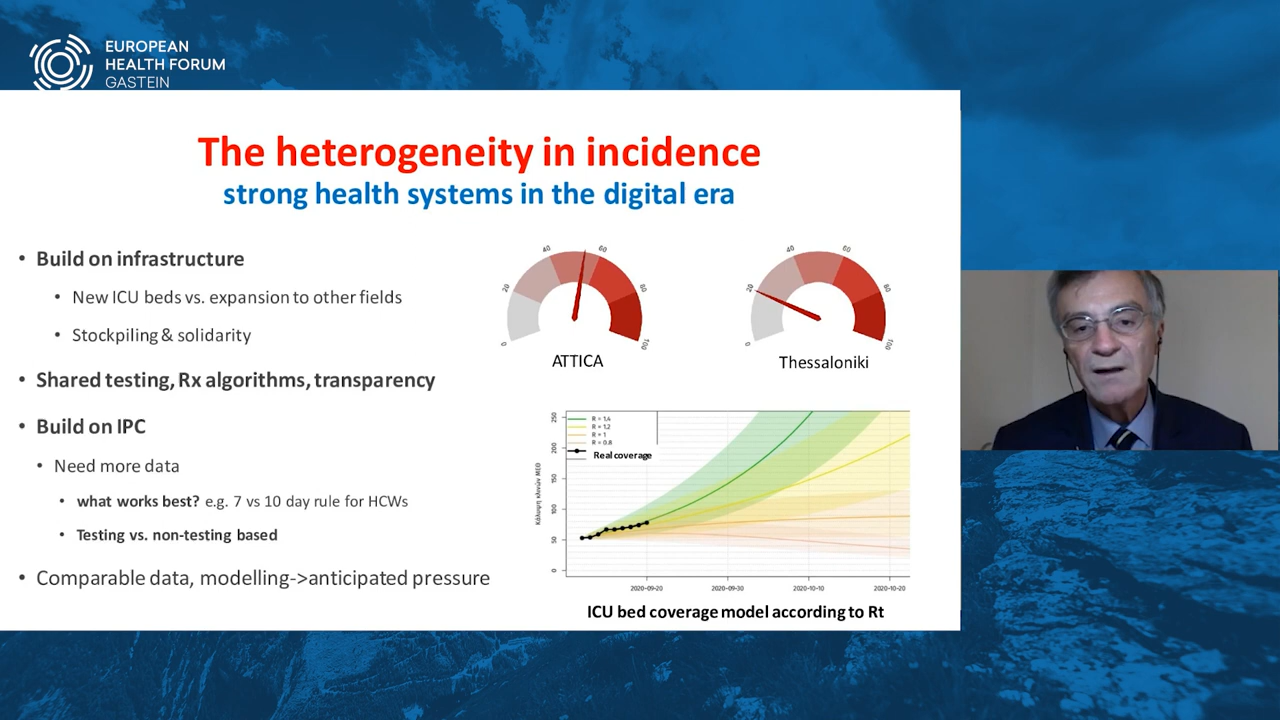 EUROPEAN
HEALTH FORUM
GASTEIN
The heterogeneity in incidence
strong health systems in the digital era
• Build on infrastructure
• New ICU beds vs. expansion to other fields
• Stockpiling & solidarity
• Shared testing, Rx algorithms, transparency
• Build on IPC
• Need more data
• what works best? e.g. 7 vs 10 day rule for HCWs
• Testing vs. non-testing based
• Comparable data, modelling->anticipated pressure
0 20 40 60 80 100
ATTICA
0 20 40 60 80 100
Thessaloniki
R = 1.4
R = 1.2
R = 1
R = 0.8
Real coverage
Κάλυψη κλινών ΜΕΘ
250
200
150
100
50
0
2020-09-20 2020-09-30 2020-10-10 2020-10-20
ICU bed coverage model according to Rt